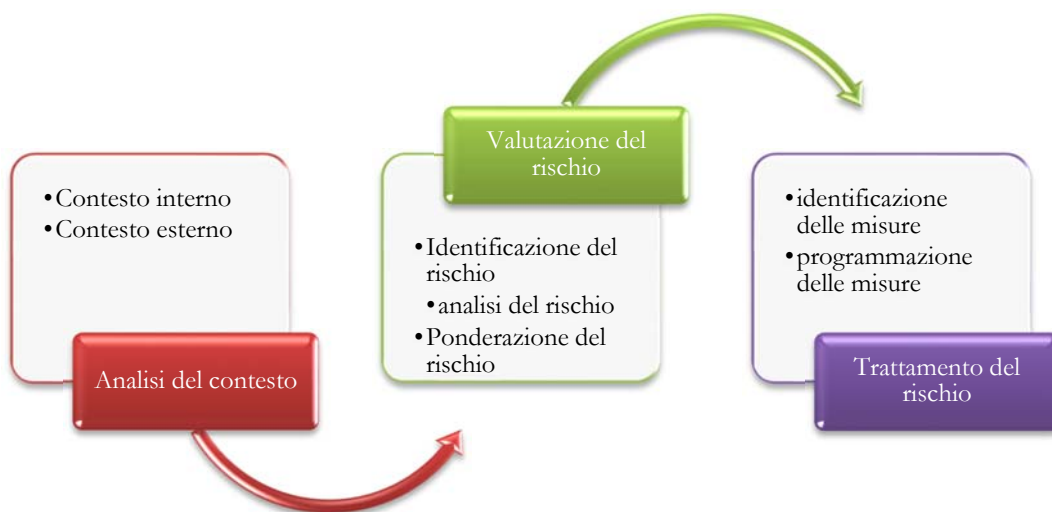 • Contesto interno
• Contesto esterno
Analisi del contesto
Valutazione del
rischio
• Identificazione del
rischio
• analisi del rischio
• Ponderazione del
rischio
• identificazione
delle misure
• programmazione
delle misure
Trattamento del
rischio